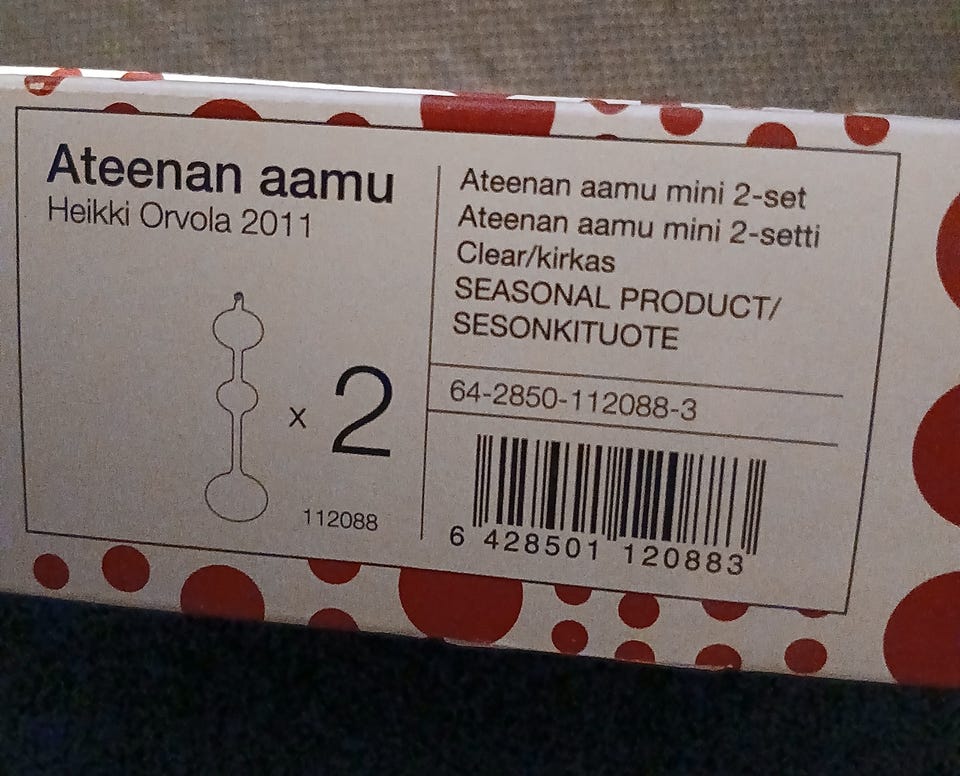 Ateenan aamu
Heikki Orvola 2011
x 2
112088
Ateenan aamu mini 2-set
Ateenan aamu mini 2-setti
Clear/kirkas
SEASONAL PRODUCT/
SESONKITUOTE
64-2850-112088-3
6 428501 120883